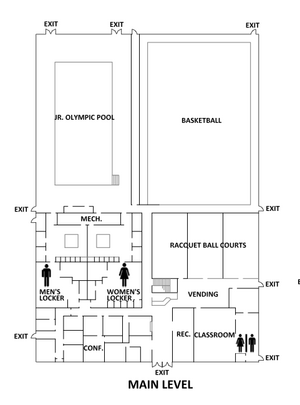 EXIT EXIT EXIT
JR. OLYMPIC POOL
BASKETBALL
EXIT EXIT
MECH.
RACQUET BALL COURTS
EXIT
MEN'S
LOCKER
WOMEN'S
LOCKER
VENDING
EXIT
REC.
CLASSROOM
CONF.
EXIT
EXIT
MAIN LEVEL
E